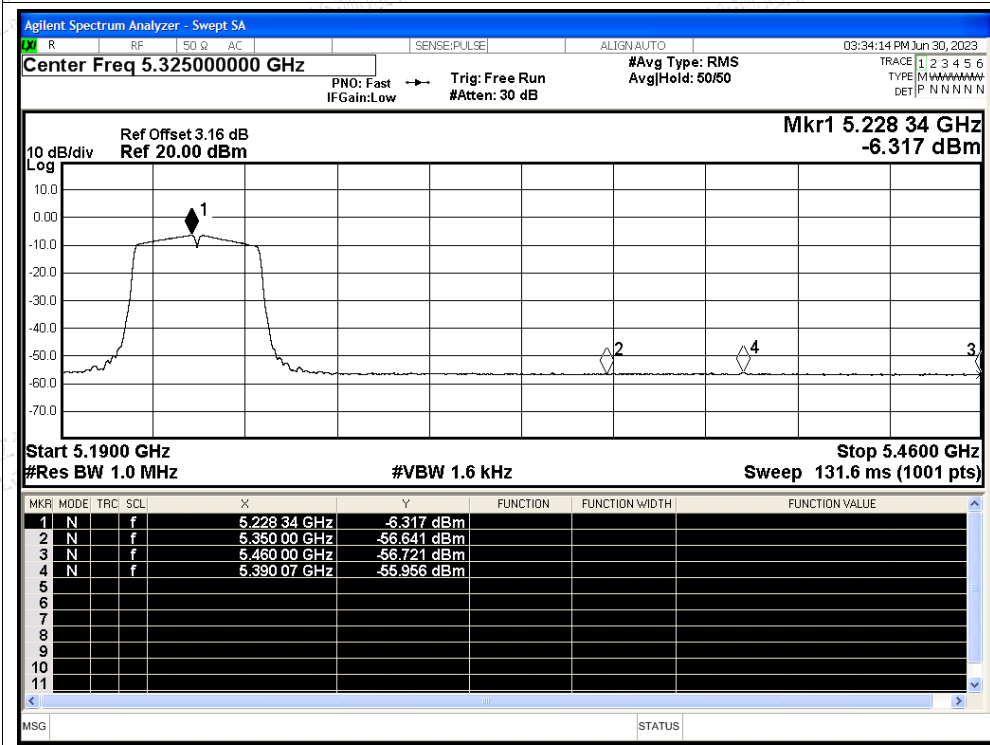 Agilent Spectrum Analyzer - Swept SA
LXI R RF 50 Ω AC SENSE:PULSE ALIGN AUTO 03:34:14 PM Jun 30, 2023
Center Freq 5.325000000 GHz
PNO: Fast
IFGain:Low
Trig: Free Run
#Atten: 30 dB
#Avg Type: RMS
Avg|Hold: 50/50
TRACE 1 2 3 4 5 6
TYPE M
DET P N N N N N
Mkr1 5.228 34 GHz
-6.317 dBm
Ref Offset 3.16 dB
10 dB/div Ref 20.00 dBm
Log
10.0
0.00
-10.0
-20.0
-30.0
-40.0
-50.0
-60.0
-70.0
1
2
4
3
Start 5.1900 GHz Stop 5.4600 GHz
#Res BW 1.0 MHz #VBW 1.6 kHz Sweep 131.6 ms (1001 pts)
MKR MODE TRC SCL X Y FUNCTION FUNCTION WIDTH FUNCTION VALUE
1 N f 5.228 34 GHz -6.317 dBm
2 N f 5.350 00 GHz -56.641 dBm
3 N f 5.460 00 GHz -56.721 dBm
4 N f 5.390 07 GHz -55.956 dBm
5
6
7
8
9
10
11
MSG STATUS